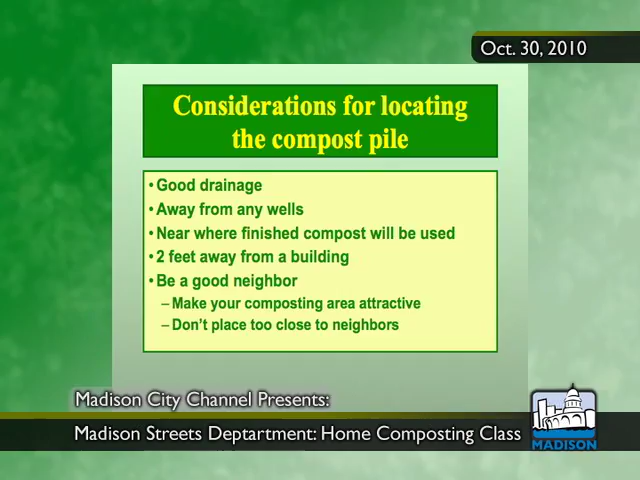 Oct. 30, 2010
Considerations for locating
the compost pile
• Good drainage
• Away from any wells
• Near where finished compost will be used
• 2 feet away from a building
• Be a good neighbor
– Make your composting area attractive
– Don't place too close to neighbors
Madison City Channel Presents:
Madison Streets Deptartment: Home Composting Class
MADISON